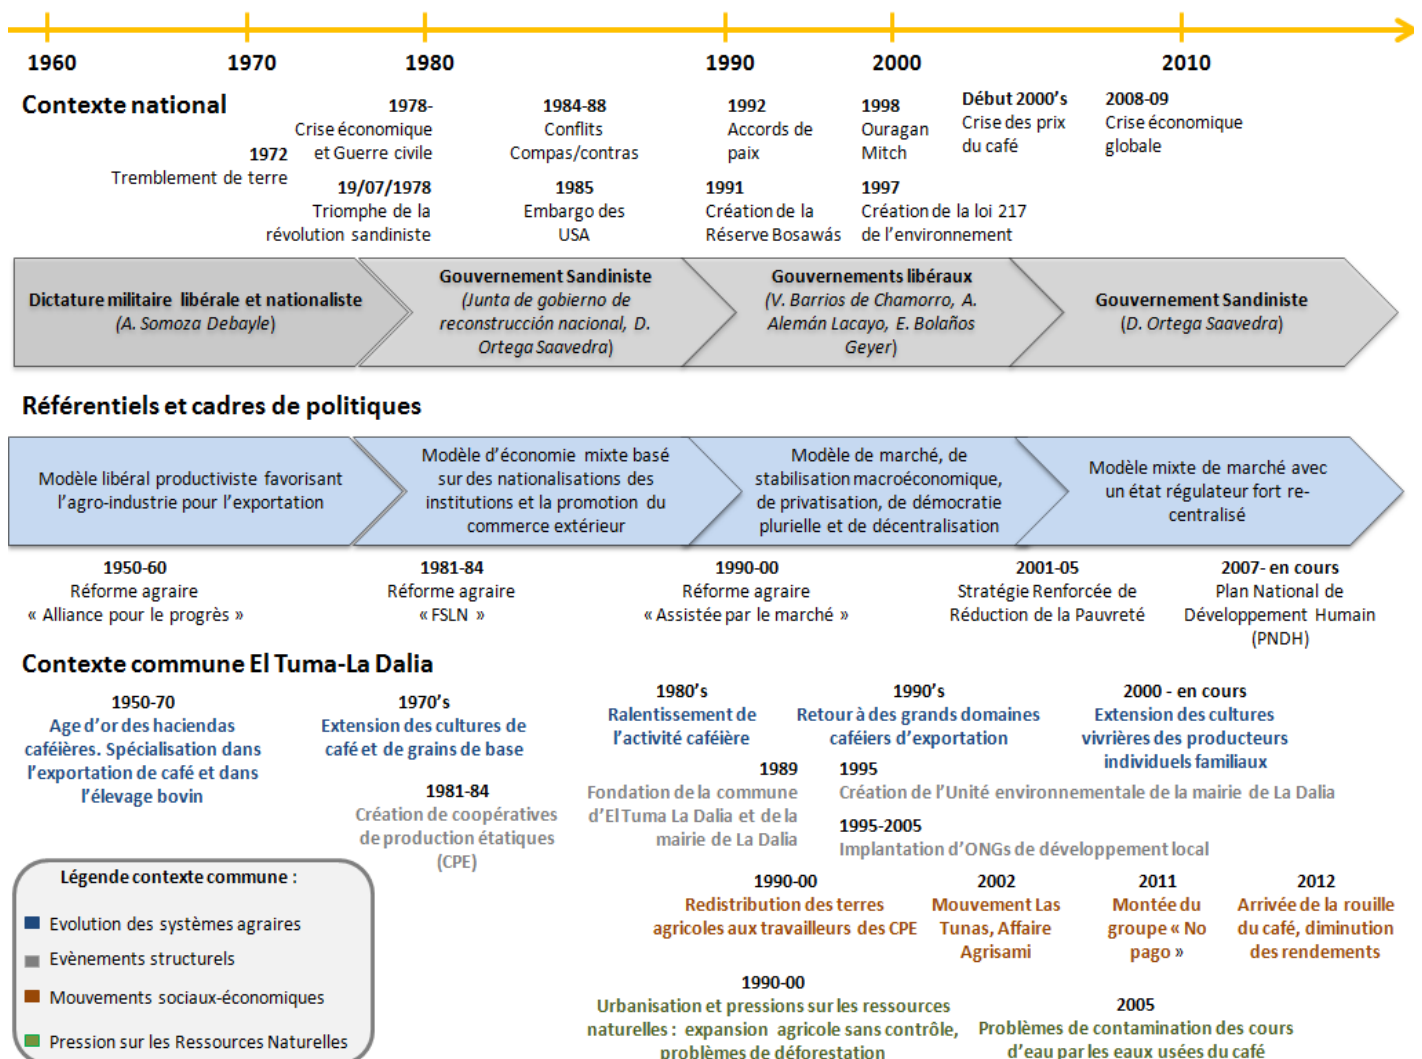 1960 1970 1980 1990 2000 2010
Contexte national
1972
Tremblement de terre
1978-
Crise économique
et Guerre civile
19/07/1978
Triomphe de la
révolution sandiniste
1984-88
Conflits
Compas/contras
1985
Embargo des
USA
1992
Accords de
paix
1991
Création de la
Réserve Bosawás
1998
Ouragan
Mitch
1997
Création de la loi 217
de l'environnement
Début 2000's
Crise des prix
du café
2008-09
Crise économique
globale
Dictature militaire libérale et nationaliste
(A. Somoza Debayle)
Gouvernement Sandiniste
(Junta de gobierno de
reconstrucción nacional, D.
Ortega Saavedra)
Gouvernements libéraux
(V. Barrios de Chamorro, A.
Alemán Lacayo, E. Bolaños
Geyer)
Gouvernement Sandiniste
(D. Ortega Saavedra)
Référentiels et cadres de politiques
Modèle libéral productiviste favorisant
l'agro-industrie pour l'exportation
Modèle d'économie mixte basé
sur des nationalisations des
institutions et la promotion du
commerce extérieur
Modèle de marché, de
stabilisation macroéconomique,
de privatisation, de démocratie
plurielle et de décentralisation
Modèle mixte de marché avec
un état régulateur fort re-
centralisé
1950-60
Réforme agraire
« Alliance pour le progrès »
1981-84
Réforme agraire
« FSLN »
1990-00
Réforme agraire
« Assistée par le marché »
2001-05
Stratégie Renforcée de
Réduction de la Pauvreté
2007- en cours
Plan National de
Développement Humain
(PNDH)
Contexte commune El Tuma-La Dalia
1950-70
Age d'or des haciendas
caféières. Spécialisation dans
l'exportation de café et dans
l'élevage bovin
1970's
Extension des cultures de
café et de grains de base
1981-84
Création de coopératives
de production étatiques
(CPE)
1980's
Ralentissement de
l'activité caféière
1989
Fondation de la commune
d'El Tuma La Dalia et de la
mairie de La Dalia
1990's
Retour à des grands domaines
caféiers d'exportation
2000 - en cours
Extension des cultures
vivrières des producteurs
individuels familiaux
1995
Création de l'Unité environnementale de la mairie de La Dalia
1995-2005
Implantation d'ONGs de développement local
1990-00
Redistribution des terres
agricoles aux travailleurs des CPE
2002
Mouvement Las
Tunas, Affaire
Agrisami
2011
Montée du
groupe « No
pago »
2012
Arrivée de la rouille
du café, diminution
des rendements
1990-00
Urbanisation et pressions sur les ressources
naturelles : expansion agricole sans contrôle,
problèmes de déforestation
2005
Problèmes de contamination des cours
d'eau par les eaux usées du café
Légende contexte commune :
Evolution des systèmes agraires
Evènements structurels
Mouvements sociaux-économiques
Pression sur les Ressources Naturelles